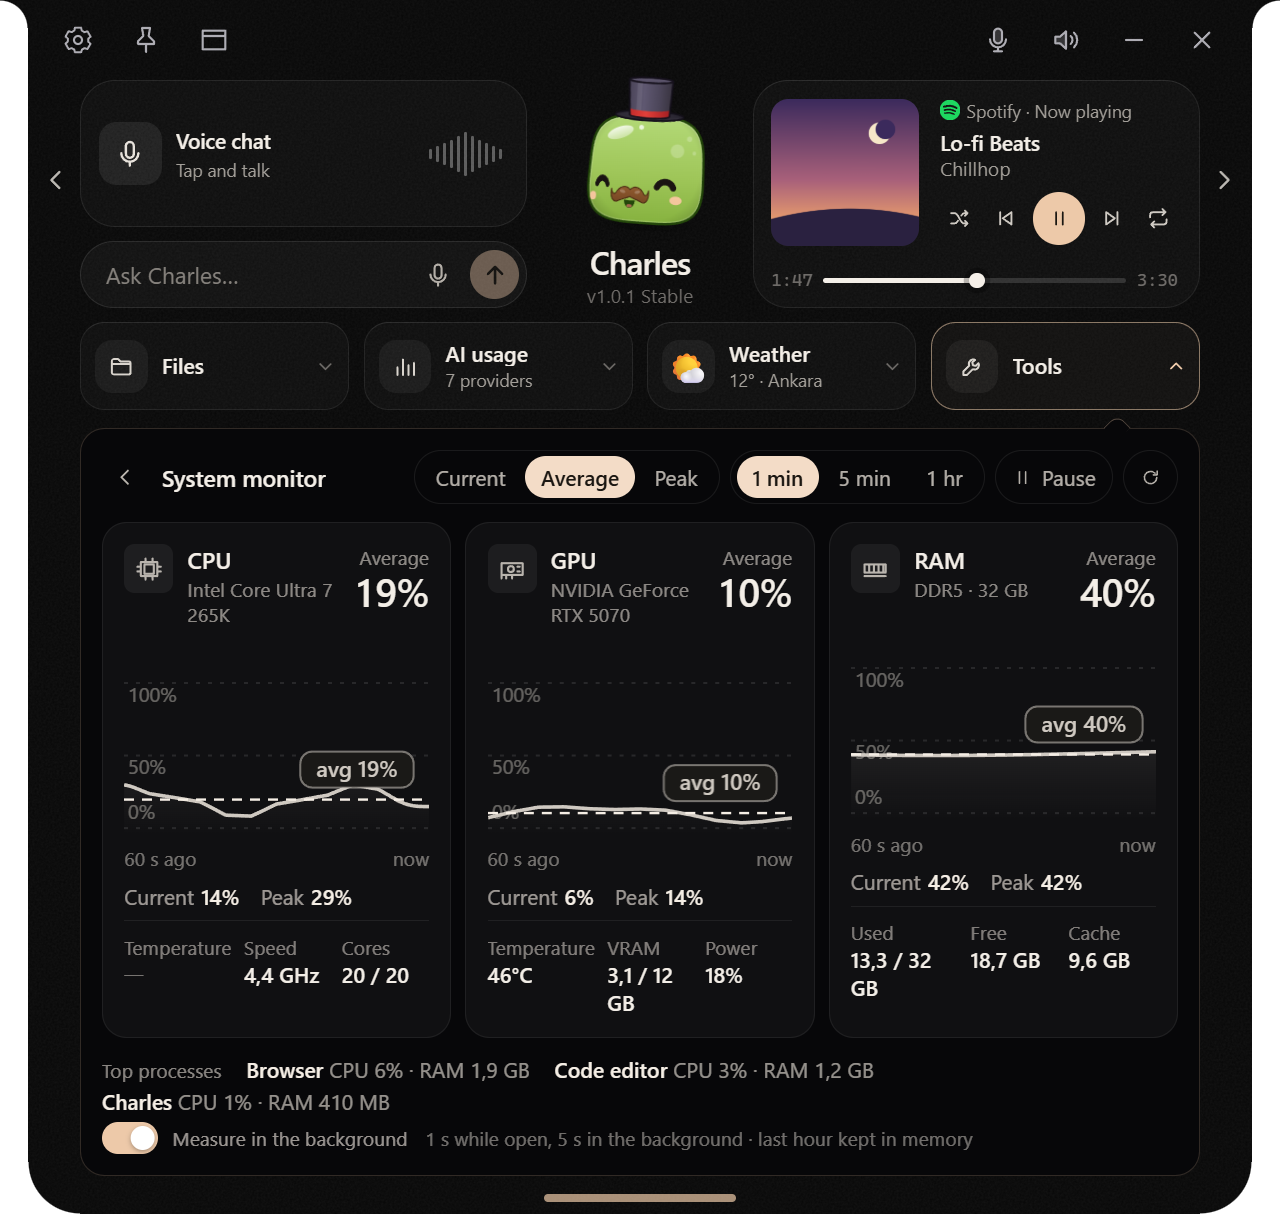 Voice chat
Tap and talk
Ask Charles...
Charles
v1.0.1 Stable
Spotify · Now playing
Lo-fi Beats
Chillhop
1:47
3:30
Files
AI usage
7 providers
Weather
12° · Ankara
Tools
System monitor
Current
Average
Peak
1 min
5 min
1 hr
Pause
CPU
Intel Core Ultra 7
265K
Average
19%
100%
50%
avg 19%
0%
60 s ago
now
Current 14% Peak 29%
Temperature Speed Cores
— 4,4 GHz 20 / 20
GPU
NVIDIA GeForce
RTX 5070
Average
10%
100%
50%
avg 10%
0%
60 s ago
now
Current 6% Peak 14%
Temperature VRAM Power
46°C 3,1 / 12 18%
GB
RAM
DDR5 · 32 GB
Average
40%
100%
avg 40%
50%
0%
60 s ago
now
Current 42% Peak 42%
Used Free Cache
13,3 / 32 18,7 GB 9,6 GB
GB
Top processes Browser CPU 6% · RAM 1,9 GB Code editor CPU 3% · RAM 1,2 GB
Charles CPU 1% · RAM 410 MB
Measure in the background 1 s while open, 5 s in the background · last hour kept in memory